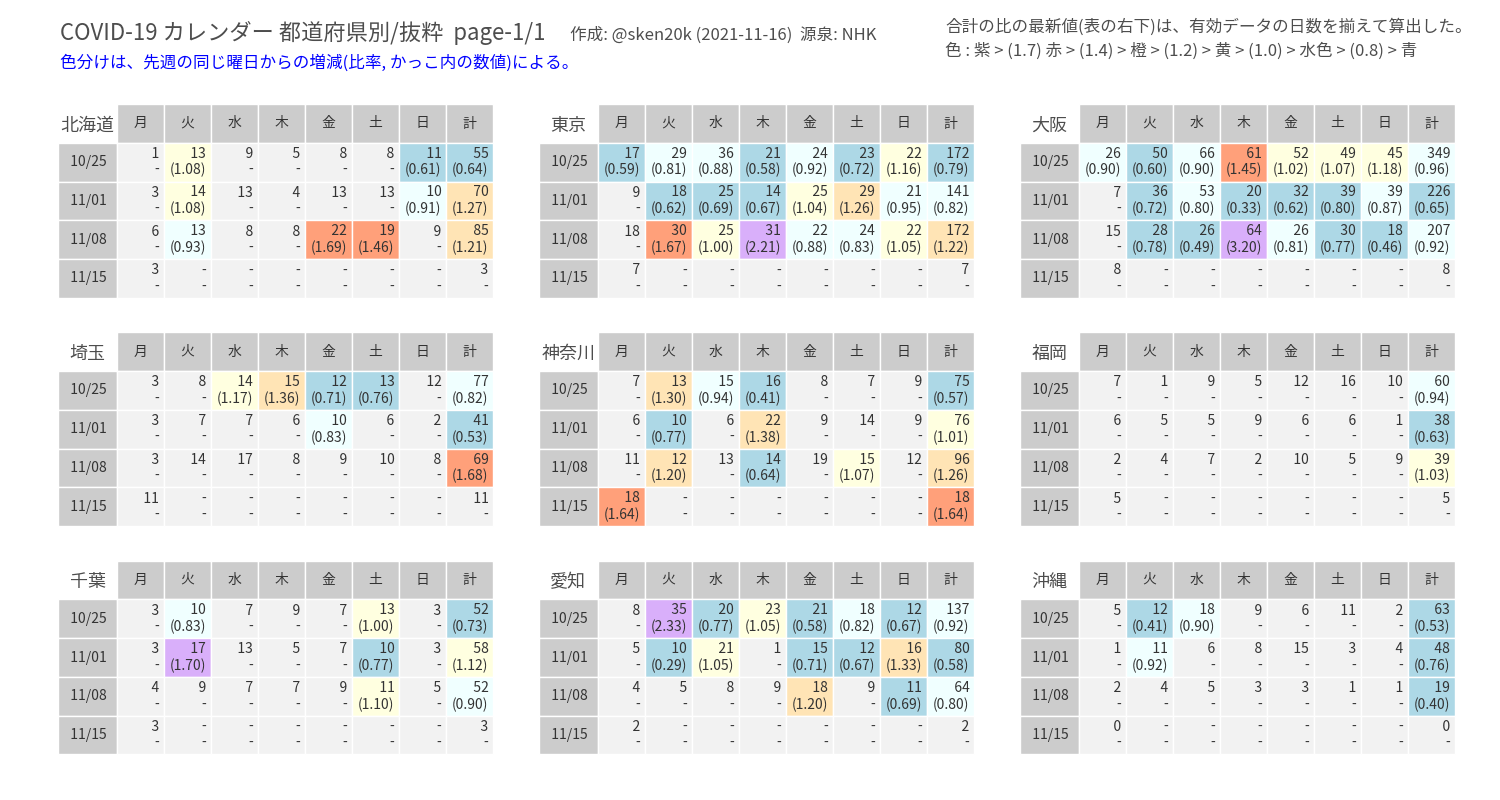 COVID-19 カレンダー 都道府県別/抜粋 page-1/1 作成: @sken20k (2021-11-16) 源泉: NHK
色分けは、先週の同じ曜日からの増減(比率, かっこ内の数値)による。
合計の比の最新値(表の右下)は、有効データの日数を揃えて算出した。
色 : 紫 > (1.7) 赤 > (1.4) > 橙 > (1.2) > 黄 > (1.0) > 水色 > (0.8) > 青
北海道 月 火 水 木 金 土 日 計
10/25 1 13 9 5 8 8 11 55
- (1.08) - - - - (0.61) (0.64)
11/01 3 14 13 4 13 13 10 70
- (1.08) - - - - (0.91) (1.27)
11/08 6 13 8 8 22 19 9 85
- (0.93) - - (1.69) (1.46) - (1.21)
11/15 3 - - - - - - 3
- - - - - - - -
東京 月 火 水 木 金 土 日 計
10/25 17 29 36 21 24 23 22 172
(0.59) (0.81) (0.88) (0.58) (0.92) (0.72) (1.16) (0.79)
11/01 9 18 25 14 25 29 21 141
- (0.62) (0.69) (0.67) (1.04) (1.26) (0.95) (0.82)
11/08 18 30 25 31 22 24 22 172
- (1.67) (1.00) (2.21) (0.88) (0.83) (1.05) (1.22)
11/15 7 - - - - - - 7
- - - - - - - -
大阪 月 火 水 木 金 土 日 計
10/25 26 50 66 61 52 49 45 349
(0.90) (0.60) (0.90) (1.45) (1.02) (1.07) (1.18) (0.96)
11/01 7 36 53 20 32 39 39 226
- (0.72) (0.80) (0.33) (0.62) (0.80) (0.87) (0.65)
11/08 15 28 26 64 26 30 18 207
- (0.78) (0.49) (3.20) (0.81) (0.77) (0.46) (0.92)
11/15 8 - - - - - - 8
- - - - - - - -
埼玉 月 火 水 木 金 土 日 計
10/25 3 8 14 15 12 13 12 77
- - (1.17) (1.36) (0.71) (0.76) - (0.82)
11/01 3 7 7 6 10 6 2 41
- - - - (0.83) - - (0.53)
11/08 3 14 17 8 9 10 8 69
- - - - - - - (1.68)
11/15 11 - - - - - - 11
- - - - - - - -
神奈川 月 火 水 木 金 土 日 計
10/25 7 13 15 16 8 7 9 75
- (1.30) (0.94) (0.41) - - - (0.57)
11/01 6 10 6 22 9 14 9 76
- (0.77) - (1.38) - - - (1.01)
11/08 11 12 13 14 19 15 12 96
- (1.20) - (0.64) - (1.07) - (1.26)
11/15 18 - - - - - - 18
(1.64) - - - - - - (1.64)
福岡 月 火 水 木 金 土 日 計
10/25 7 1 9 5 12 16 10 60
- - - - - - - (0.94)
11/01 6 5 5 9 6 6 1 38
- - - - - - - (0.63)
11/08 2 4 7 2 10 5 9 39
- - - - - - - (1.03)
11/15 5 - - - - - - 5
- - - - - - - -
千葉 月 火 水 木 金 土 日 計
10/25 3 10 7 9 7 13 3 52
- (0.83) - - - (1.00) - (0.73)
11/01 3 17 13 5 7 10 3 58
- (1.70) - - - (0.77) - (1.12)
11/08 4 9 7 7 9 11 5 52
- - - - - (1.10) - (0.90)
11/15 3 - - - - - - 3
- - - - - - - -
愛知 月 火 水 木 金 土 日 計
10/25 8 35 20 23 21 18 12 137
- (2.33) (0.77) (1.05) (0.58) (0.82) (0.67) (0.92)
11/01 5 10 21 1 15 12 16 80
- (0.29) (1.05) - (0.71) (0.67) (1.33) (0.58)
11/08 4 5 8 9 18 9 11 64
- - - - (1.20) - (0.69) (0.80)
11/15 2 - - - - - - 2
- - - - - - - -
沖縄 月 火 水 木 金 土 日 計
10/25 5 12 18 9 6 11 2 63
- (0.41) (0.90) - - - - (0.53)
11/01 1 11 6 8 15 3 4 48
- (0.92) - - - - - (0.76)
11/08 2 4 5 3 3 1 1 19
- - - - - - - (0.40)
11/15 0 - - - - - - 0
- - - - - - - -